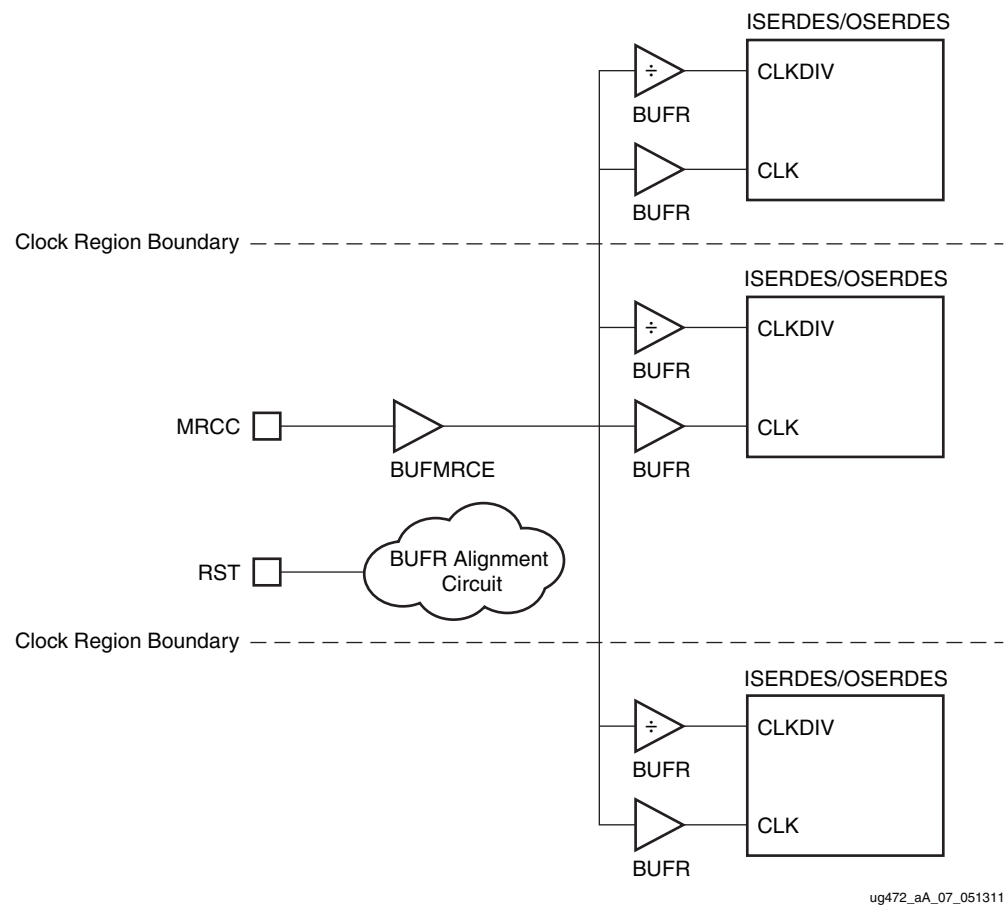 ISERDES/OSERDES
÷
CLKDIV
BUFR
CLK
BUFR
Clock Region Boundary
ISERDES/OSERDES
÷
CLKDIV
BUFR
MRCC
CLK
BUFMRCE
BUFR
BUFR Alignment
Circuit
RST
Clock Region Boundary
ISERDES/OSERDES
÷
CLKDIV
BUFR
CLK
BUFR
ug472_aA_07_051311